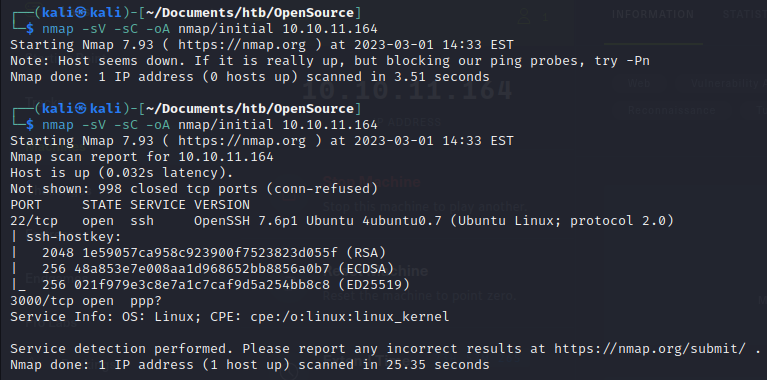 ┌──(kali㉿kali)-[~/Documents/htb/OpenSource]
└─$ nmap -sV -sC -oA nmap/initial 10.10.11.164
Starting Nmap 7.93 ( https://nmap.org ) at 2023-03-01 14:33 EST
Note: Host seems down. If it is really up, but blocking our ping probes, try -Pn
Nmap done: 1 IP address (0 hosts up) scanned in 3.51 seconds
┌──(kali㉿kali)-[~/Documents/htb/OpenSource]
└─$ nmap -sV -sC -oA nmap/initial 10.10.11.164
Starting Nmap 7.93 ( https://nmap.org ) at 2023-03-01 14:33 EST
Nmap scan report for 10.10.11.164
Host is up (0.032s latency).
Not shown: 998 closed tcp ports (conn-refused)
PORT     STATE SERVICE VERSION
22/tcp   open  ssh     OpenSSH 7.6p1 Ubuntu 4ubuntu0.7 (Ubuntu Linux; protocol 2.0)
| ssh-hostkey:
|   2048 1e59057ca958c923900f7523823d055f (RSA)
|   256 48a853e7e008aa1d968652bb8856a0b7 (ECDSA)
|_  256 021f979e3c8e7a1c7caf9d5a254bb8c8 (ED25519)
3000/tcp open  ppp?
Service Info: OS: Linux; CPE: cpe:/o:linux:linux_kernel
Service detection performed. Please report any incorrect results at https://nmap.org/submit/ .
Nmap done: 1 IP address (1 host up) scanned in 25.35 seconds
INFORMATION
10.10.11.164